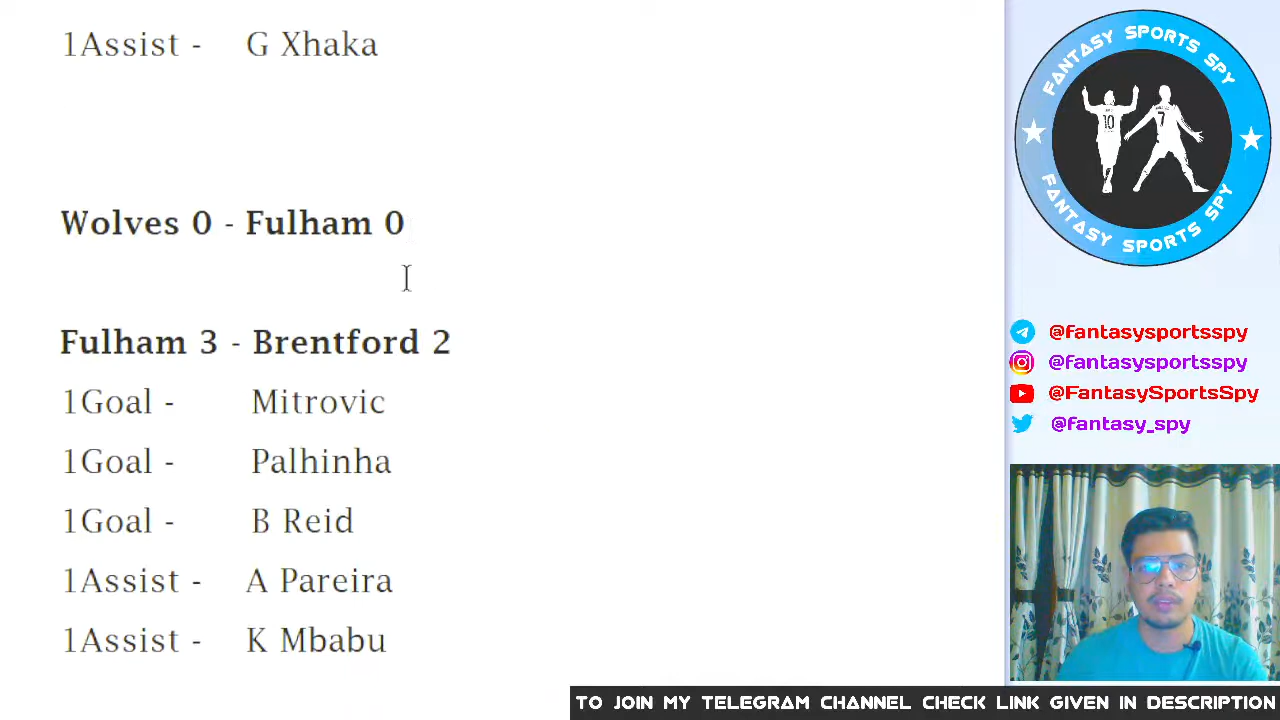 1Assist - G Xhaka
Wolves 0 - Fulham 0
Fulham 3 - Brentford 2
1Goal - Mitrovic
1Goal - Palhinha
1Goal - B Reid
1Assist - A Pareira
1Assist - K Mbabu
FANTASY SPORTS SPY
10
7
FANTASY SPORTS SPY
@fantasysportsspy
@fantasysportsspy
@FantasySportsSpy
@fantasy_spy
TO JOIN MY TELEGRAM CHANNEL CHECK LINK GIVEN IN DESCRIPTION